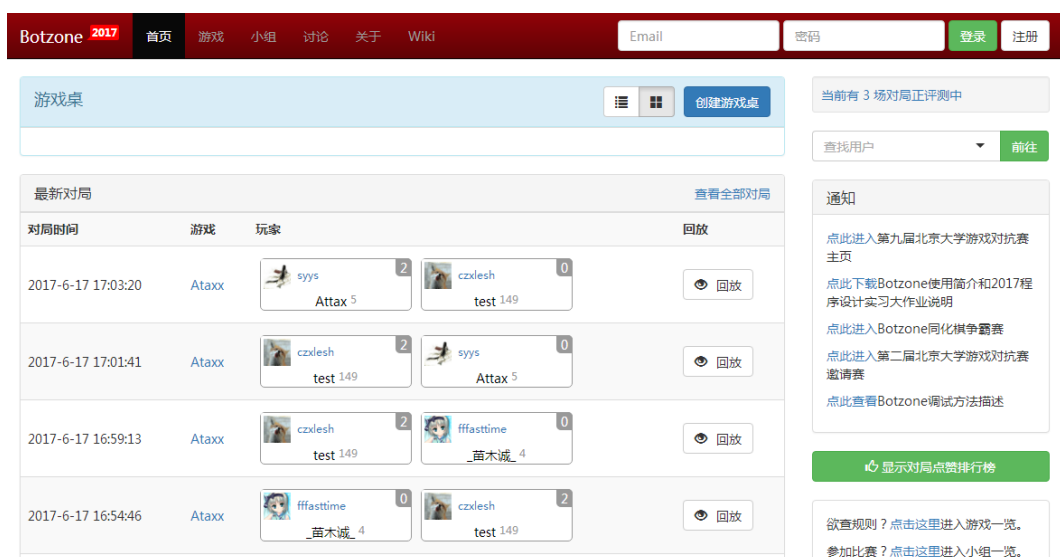 Botzone 2017 首页 游戏 小组 讨论 关于 Wiki Email 密码 登录 注册
游戏桌 创建游戏桌
当前有 3 场对局正评测中
查找用户 前往
最新对局 查看全部对局
对局时间 游戏 玩家 回放
2017-6-17 17:03:20 Ataxx syys 2 Attax 5 czxlesh 0 test 149 回放
2017-6-17 17:01:41 Ataxx czxlesh 2 test 149 syys 0 Attax 5 回放
2017-6-17 16:59:13 Ataxx czxlesh 2 test 149 fffasttime 0 _苗木诚_ 4 回放
2017-6-17 16:54:46 Ataxx fffasttime 0 _苗木诚_ 4 czxlesh 2 test 149 回放
通知
点此进入第九届北京大学游戏对抗赛
主页
点此下载Botzone使用简介和2017程
序设计实习大作业说明
点此进入Botzone同化棋争霸赛
点此进入第二届北京大学游戏对抗赛
邀请赛
点此查看Botzone调试方法描述
显示对局点赞排行榜
欲查规则？点击这里进入游戏一览。
参加比赛？点击这里进入小组一览。